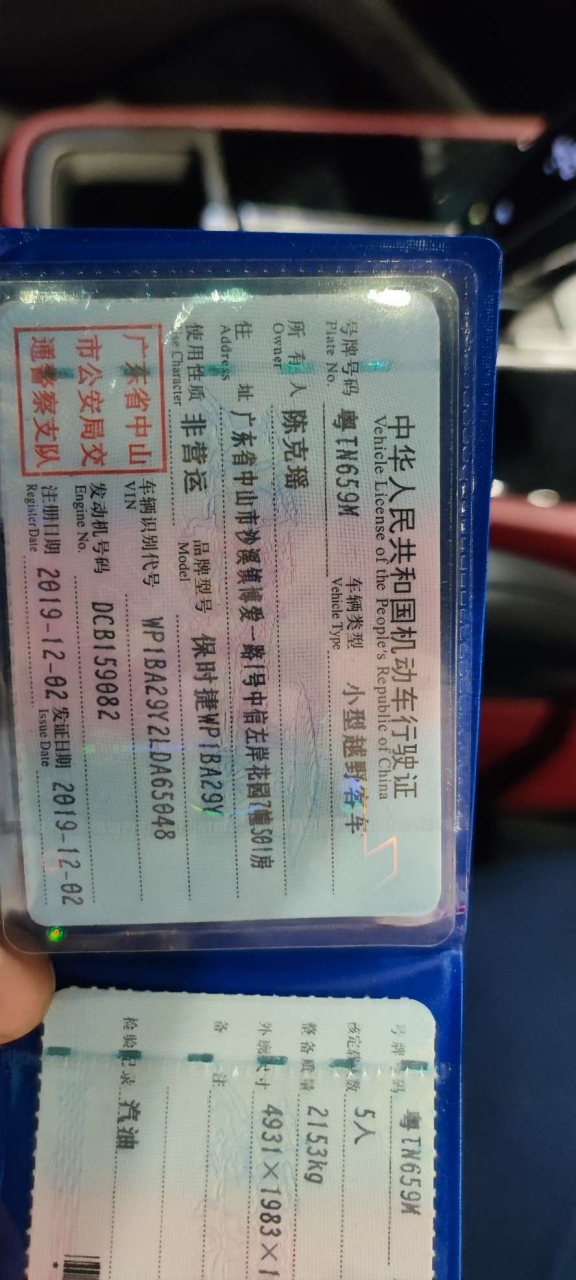 中华人民共和国机动车行驶证
Vehicle License of the People's Republic of China
号牌号码 粤TN659M 车辆类型 小型越野客车
Plate No. Vehicle Type
所有人 陈克瑶
Owner
住址 广东省中山市沙溪镇博爱一路1号中信左岸花园7幢501房
Address
使用性质 非营运 品牌型号 保时捷WP1BA29Y
se Character Model
广东省中山
市公安局交
通警察支队
车辆识别代号 WP1BA29Y2LDA65048
VIN
发动机号码 DCB159082
Engine No.
注册日期 2019-12-02 发证日期 2019-12-02
Register Date Issue Date
号牌号码 粤TN659M
核定载人数 5人
整备质量 2153kg
外廓尺寸 4931×1983×1
备注
检验记录 汽油
*